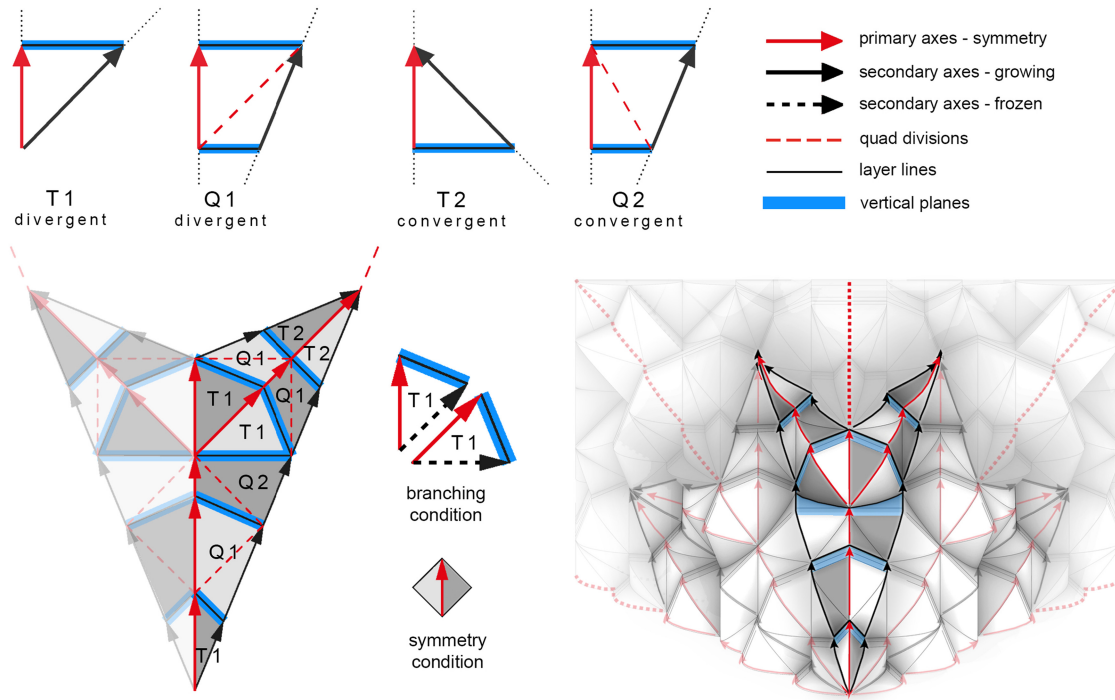 T1
divergent
Q1
divergent
T2
convergent
Q2
convergent
primary axes - symmetry
secondary axes - growing
secondary axes - frozen
quad divisions
layer lines
vertical planes
T2
T2
Q1
Q1
T1
T1
Q2
Q1
T1
T1
T1
branching
condition
symmetry
condition